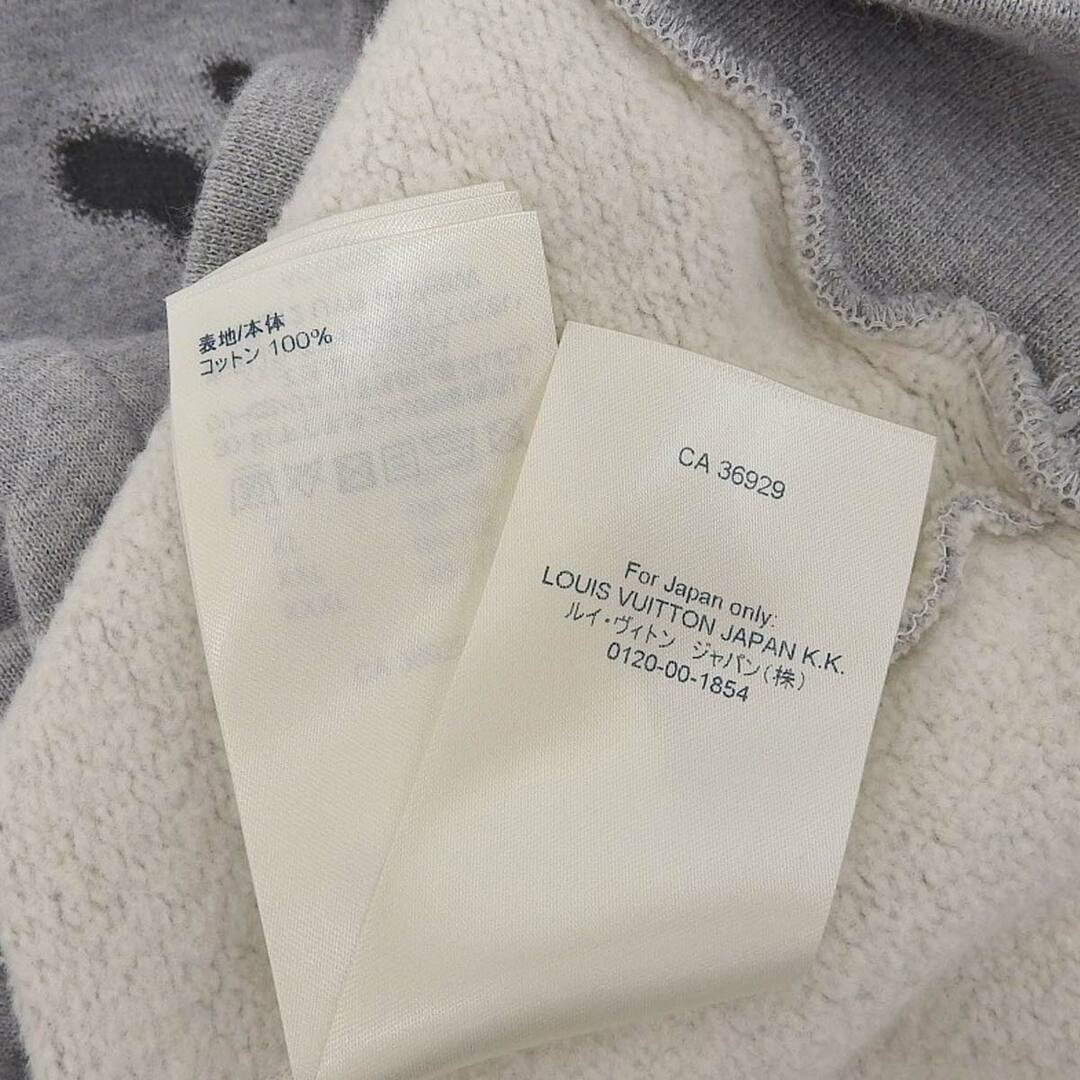 表地/本体
コットン 100%
CA 36929
For Japan only:
LOUIS VUITTON JAPAN K.K.
ルイ・ヴィトン ジャパン(株)
0120-00-1854